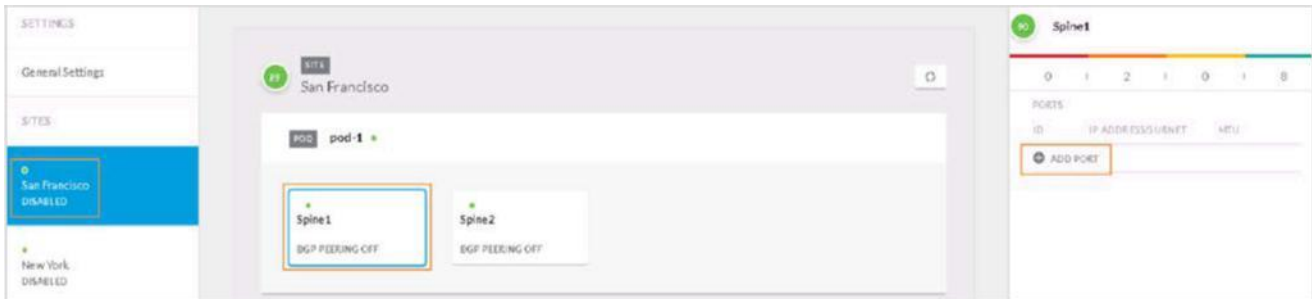 SETTINGS
General Settings
SITES
San Francisco
DISABLED
New York
DISABLED
SITE
San Francisco
POD pod-1
Spine1
BGP PEERING OFF
Spine2
BGP PEERING OFF
Spine1
0 2 0 8
PORTS
ID IP ADDRESS/SUBNET MTU
ADD PORT